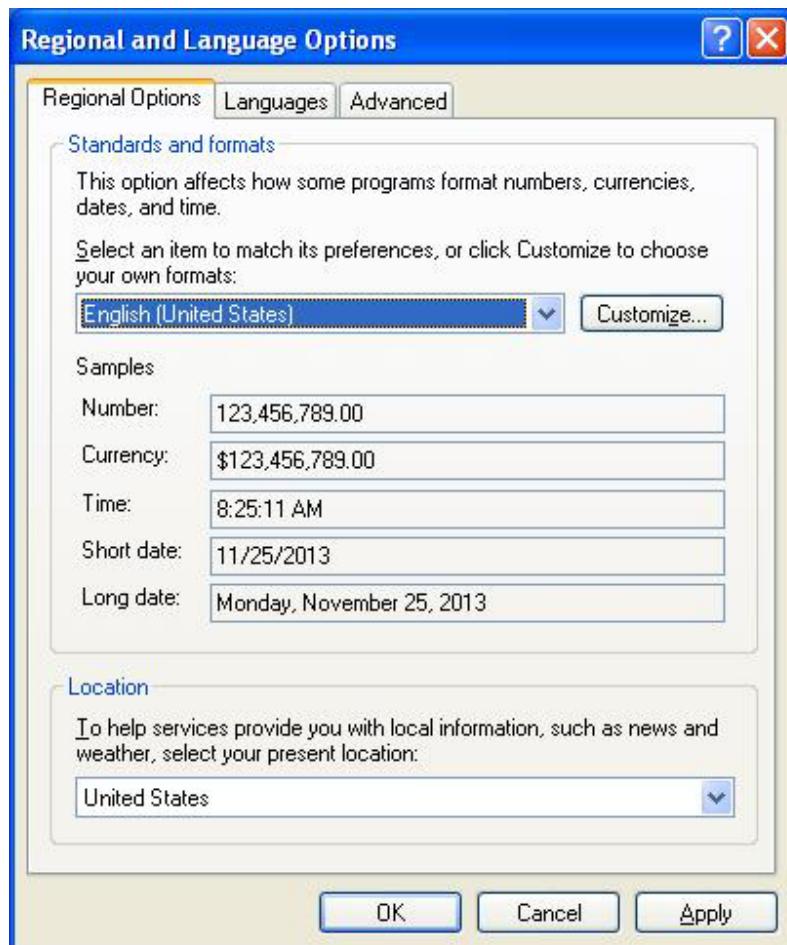 Regional and Language Options
Regional Options Languages Advanced
Standards and formats
This option affects how some programs format numbers, currencies,
dates, and time.
Select an item to match its preferences, or click Customize to choose
your own formats:
English (United States) Customize...
Samples
Number: 123,456,789.00
Currency: $123,456,789.00
Time: 8:25:11 AM
Short date: 11/25/2013
Long date: Monday, November 25, 2013
Location
To help services provide you with local information, such as news and
weather, select your present location:
United States
OK Cancel Apply